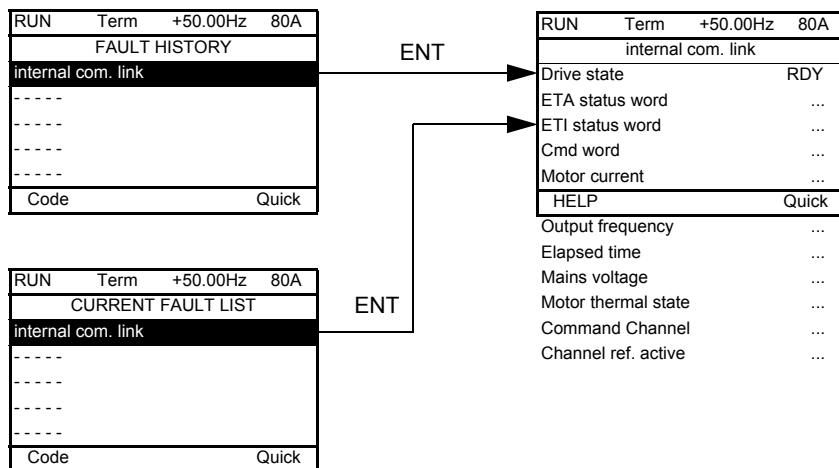 RUN Term +50.00Hz 80A
FAULT HISTORY
internal com. link
- - - - -
- - - - -
- - - - -
- - - - -
Code Quick
ENT
RUN Term +50.00Hz 80A
CURRENT FAULT LIST
internal com. link
- - - - -
- - - - -
- - - - -
- - - - -
Code Quick
ENT
RUN Term +50.00Hz 80A
internal com. link
Drive state RDY
ETA status word ...
ETI status word ...
Cmd word ...
Motor current ...
HELP Quick
Output frequency ...
Elapsed time ...
Mains voltage ...
Motor thermal state ...
Command Channel ...
Channel ref. active ...